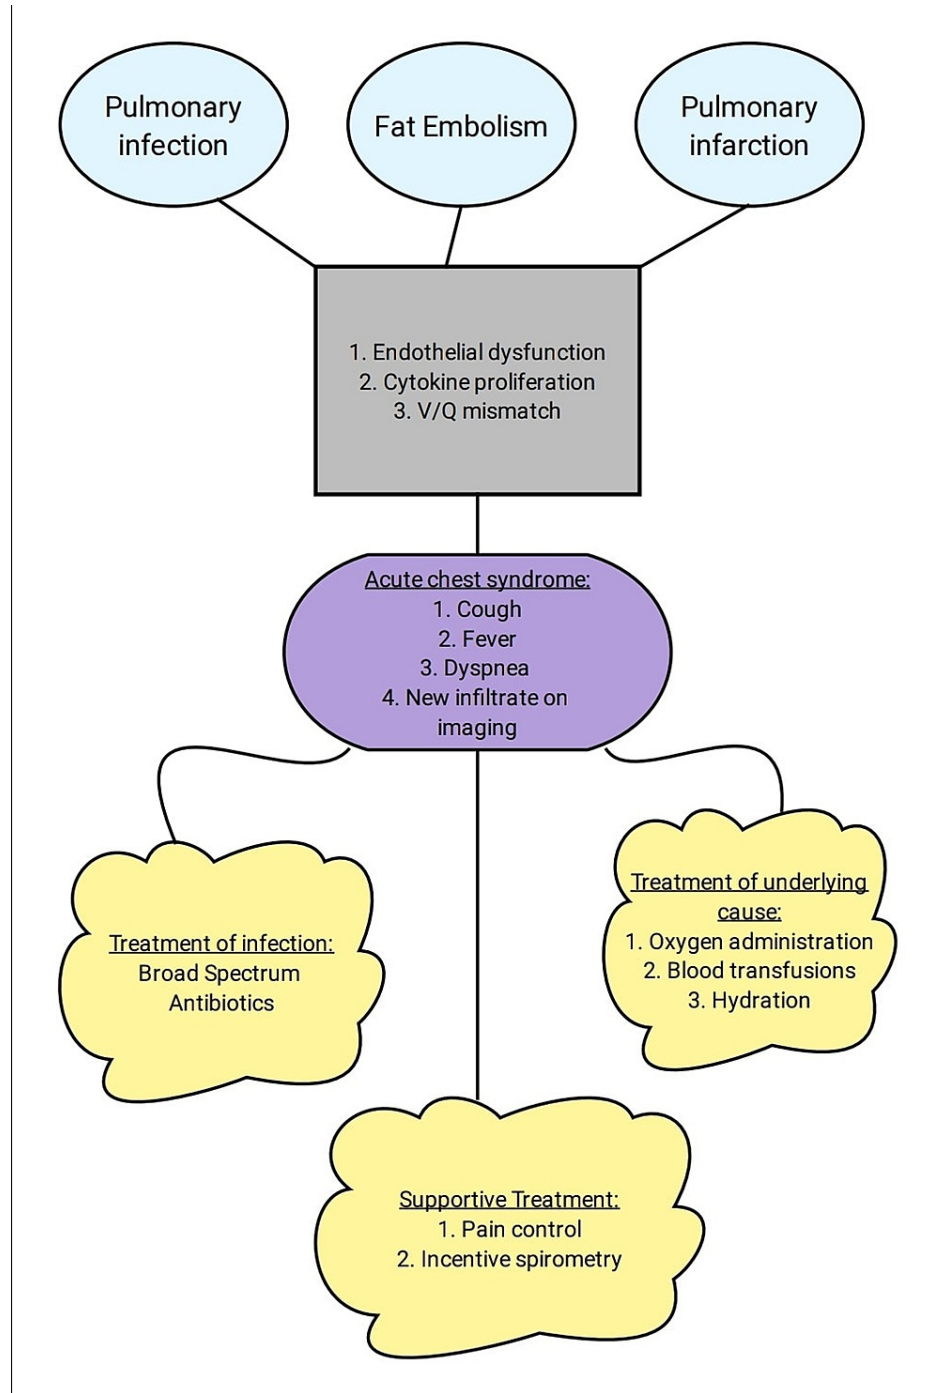 Pulmonary
infection
Fat Embolism
Pulmonary
infarction
1. Endothelial dysfunction
2. Cytokine proliferation
3. V/Q mismatch
Acute chest syndrome:
1. Cough
2. Fever
3. Dyspnea
4. New infiltrate on
imaging
Treatment of infection:
Broad Spectrum
Antibiotics
Treatment of underlying
cause:
1. Oxygen administration
2. Blood transfusions
3. Hydration
Supportive Treatment:
1. Pain control
2. Incentive spirometry